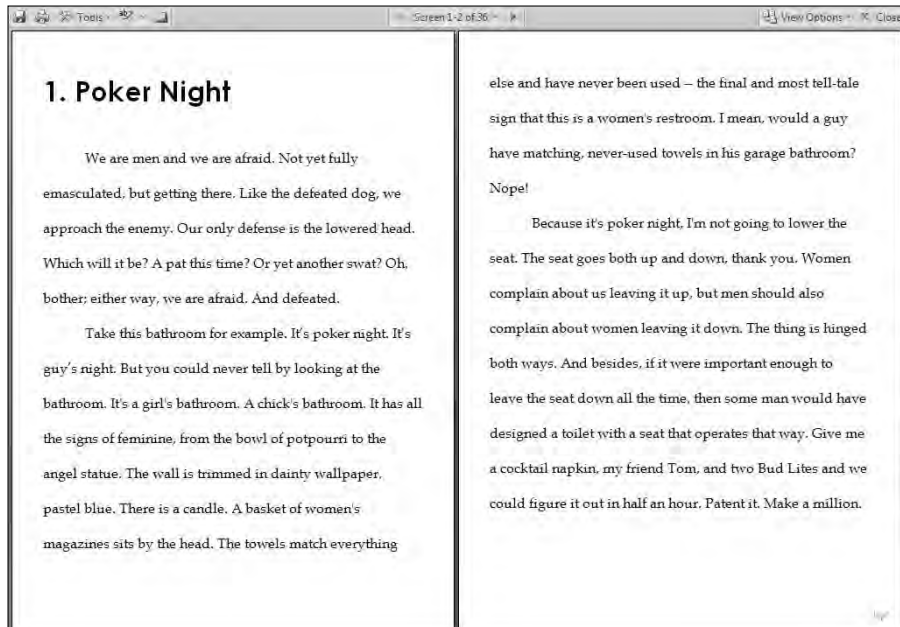 Tools
Screen 1-2 of 36
View Options
Close
1. Poker Night
We are men and we are afraid. Not yet fully
emasculated, but getting there. Like the defeated dog, we
approach the enemy. Our only defense is the lowered head.
Which will it be? A pat this time? Or yet another swat? Oh,
bother; either way, we are afraid. And defeated.
Take this bathroom for example. It's poker night. It's
guy's night. But you could never tell by looking at the
bathroom. It's a girl's bathroom. A chick's bathroom. It has all
the signs of feminine, from the bowl of potpourri to the
angel statue. The wall is trimmed in dainty wallpaper,
pastel blue. There is a candle. A basket of women's
magazines sits by the head. The towels match everything
else and have never been used – the final and most tell-tale
sign that this is a women's restroom. I mean, would a guy
have matching, never-used towels in his garage bathroom?
Nope!
Because it's poker night, I'm not going to lower the
seat. The seat goes both up and down, thank you. Women
complain about us leaving it up, but men should also
complain about women leaving it down. The thing is hinged
both ways. And besides, if it were important enough to
leave the seat down all the time, then some man would have
designed a toilet with a seat that operates that way. Give me
a cocktail napkin, my friend Tom, and two Bud Lites and we
could figure it out in half an hour. Patent it. Make a million.